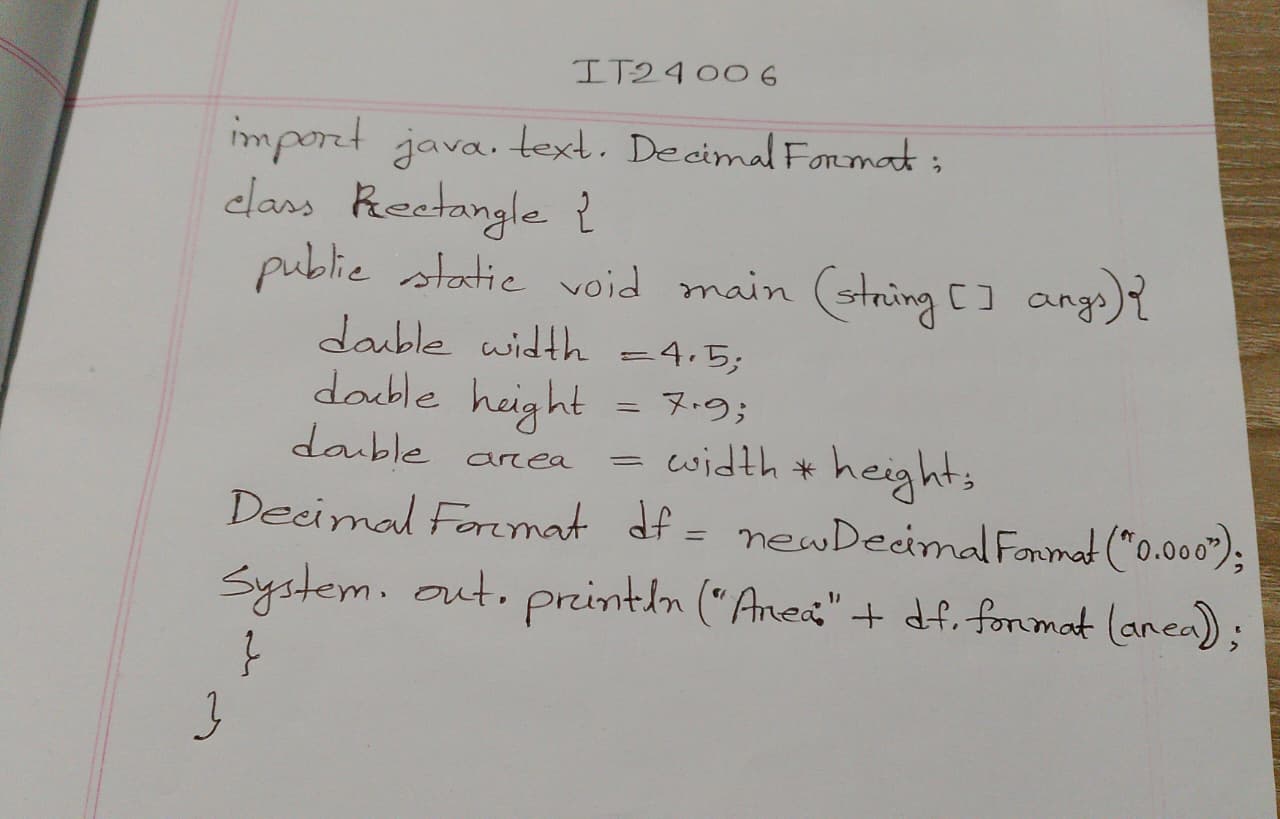 IT24006
import java.text.DecimalFormat;
class Rectangle {
public static void main (string [] args){
double width =4.5;
double height = 7.9;
double area = width * height;
DecimalFormat df = newDecimalFormat("0.000");
System.out.println("Area:" + df.format(area));
}
}